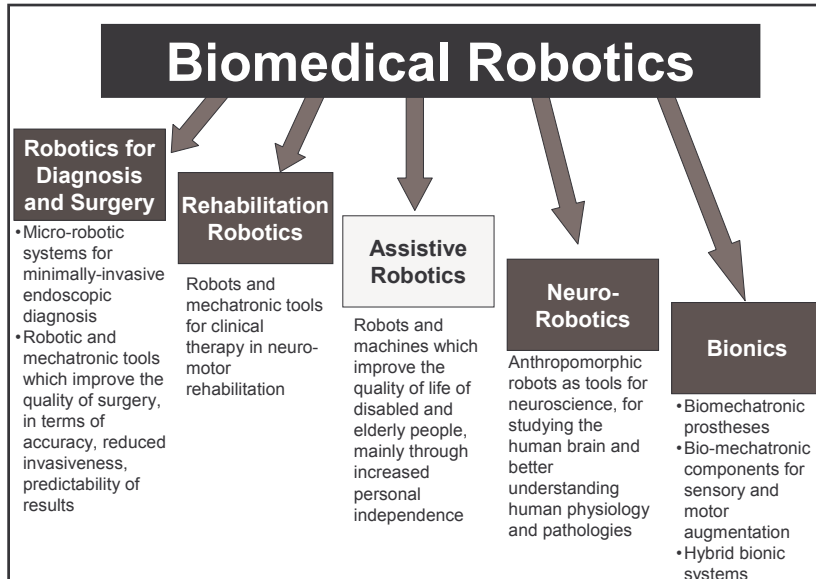 Biomedical Robotics
Robotics for
Diagnosis
and Surgery
•Micro-robotic
systems for
minimally-invasive
endoscopic
diagnosis
•Robotic and
mechatronic tools
which improve the
quality of surgery,
in terms of
accuracy, reduced
invasiveness,
predictability of
results
Rehabilitation
Robotics
Robots and
mechatronic tools
for clinical
therapy in neuro-
motor
rehabilitation
Assistive
Robotics
Robots and
machines which
improve the
quality of life of
disabled and
elderly people,
mainly through
increased
personal
independence
Neuro-
Robotics
Anthropomorphic
robots as tools for
neuroscience, for
studying the
human brain and
better
understanding
human physiology
and pathologies
Bionics
•Biomechatronic
prostheses
•Bio-mechatronic
components for
sensory and
motor
augmentation
•Hybrid bionic
systems